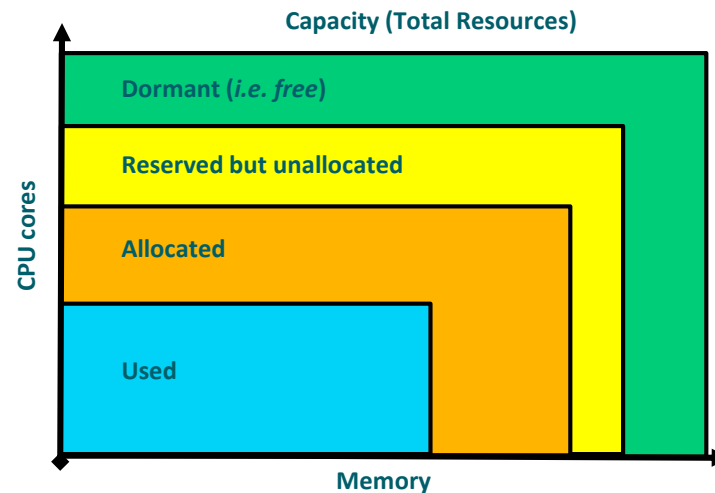 Capacity (Total Resources)
Dormant (i.e. free)
Reserved but unallocated
Allocated
Used
CPU cores
Memory